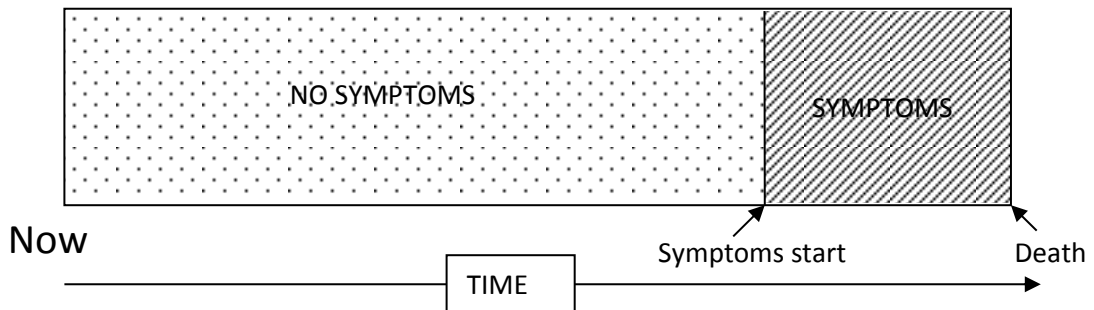 NO SYMPTOMS
SYMPTOMS
Now
Symptoms start
Death
TIME